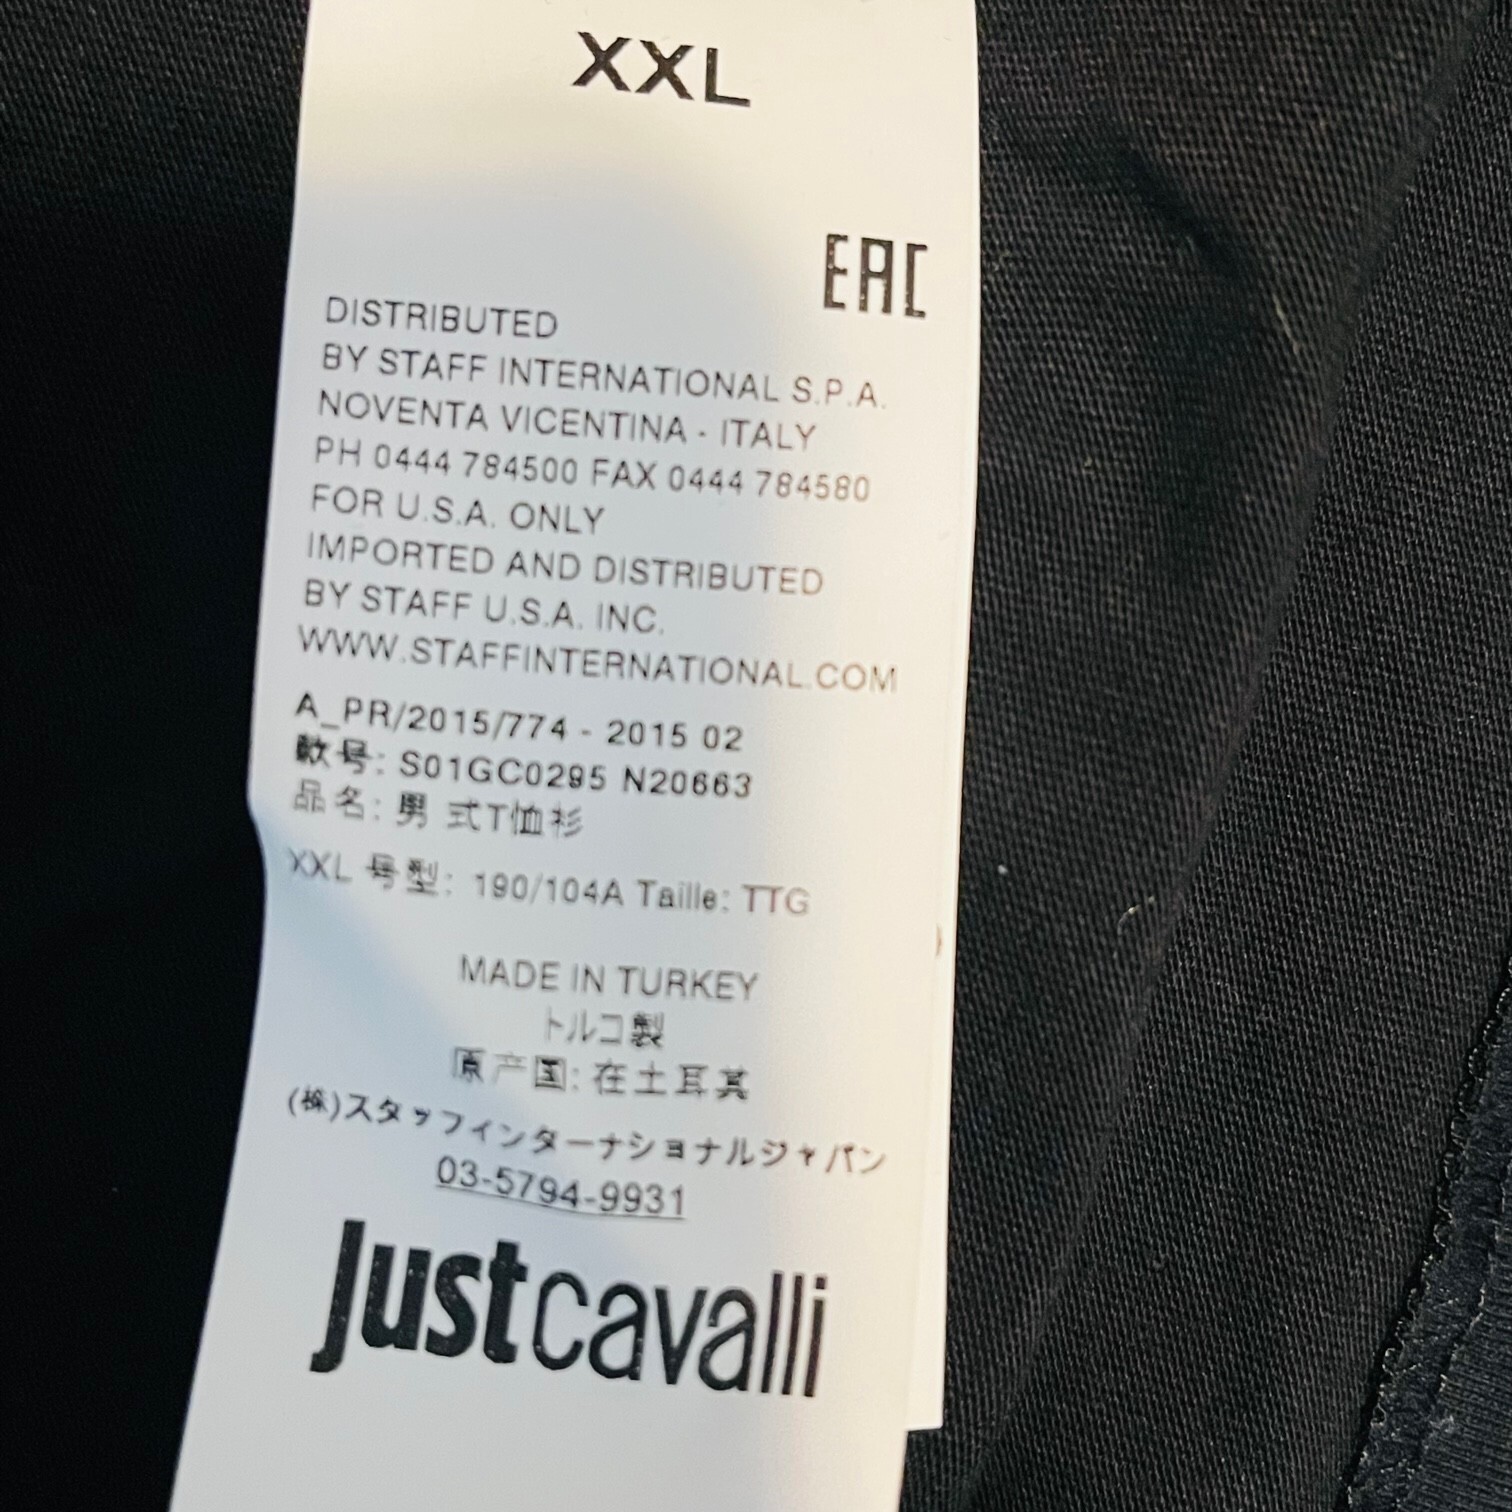 XXL
EAC
DISTRIBUTED
BY STAFF INTERNATIONAL S.P.A.
NOVENTA VICENTINA - ITALY
PH 0444 784500 FAX 0444 784580
FOR U.S.A. ONLY
IMPORTED AND DISTRIBUTED
BY STAFF U.S.A. INC.
WWW.STAFFINTERNATIONAL.COM
A_PR/2015/774 - 2015 02
款号: S01GC0295 N20663
品名: 男 式T恤衫
XXL 号型: 190/104A Taille: TTG
MADE IN TURKEY
トルコ製
原产国: 在土耳其
(株)スタッフインターナショナルジャパン
03-5794-9931
justcavalli